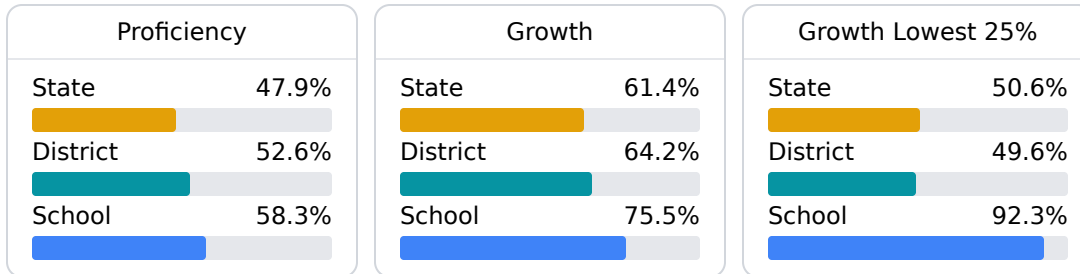 Proficiency
State 47.9%
District 52.6%
School 58.3%
Growth
State 61.4%
District 64.2%
School 75.5%
Growth Lowest 25%
State 50.6%
District 49.6%
School 92.3%